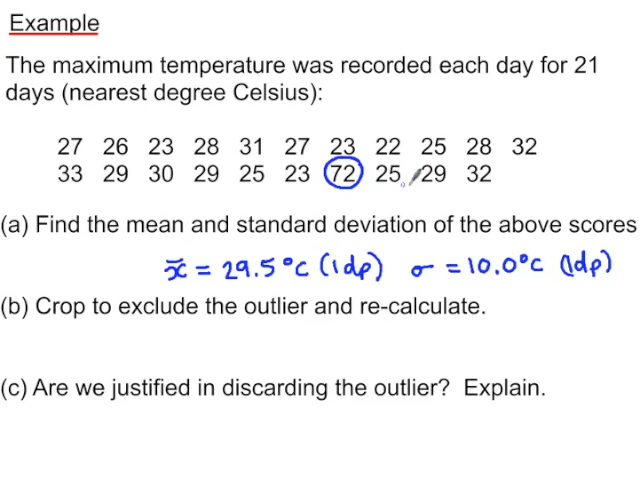 Example
The maximum temperature was recorded each day for 21
days (nearest degree Celsius):
27 26 23 28 31 27 23 22 25 28 32
33 29 30 29 25 23 72 25 29 32
(a) Find the mean and standard deviation of the above scores
x̄ = 29.5°C (1dp) σ = 10.0°C (1dp)
(b) Crop to exclude the outlier and re-calculate.
(c) Are we justified in discarding the outlier? Explain.